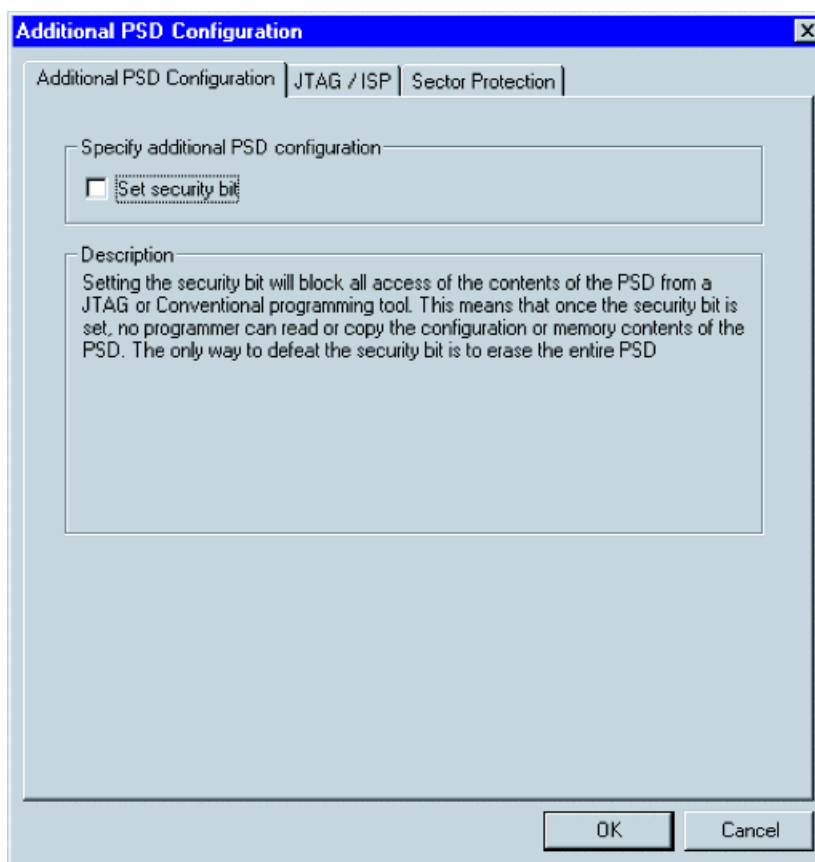 Additional PSD Configuration
Additional PSD Configuration
JTAG / ISP
Sector Protection
Specify additional PSD configuration
Set security bit
Description
Setting the security bit will block all access of the contents of the PSD from a
JTAG or Conventional programming tool. This means that once the security bit is
set, no programmer can read or copy the configuration or memory contents of the
PSD. The only way to defeat the security bit is to erase the entire PSD
OK
Cancel